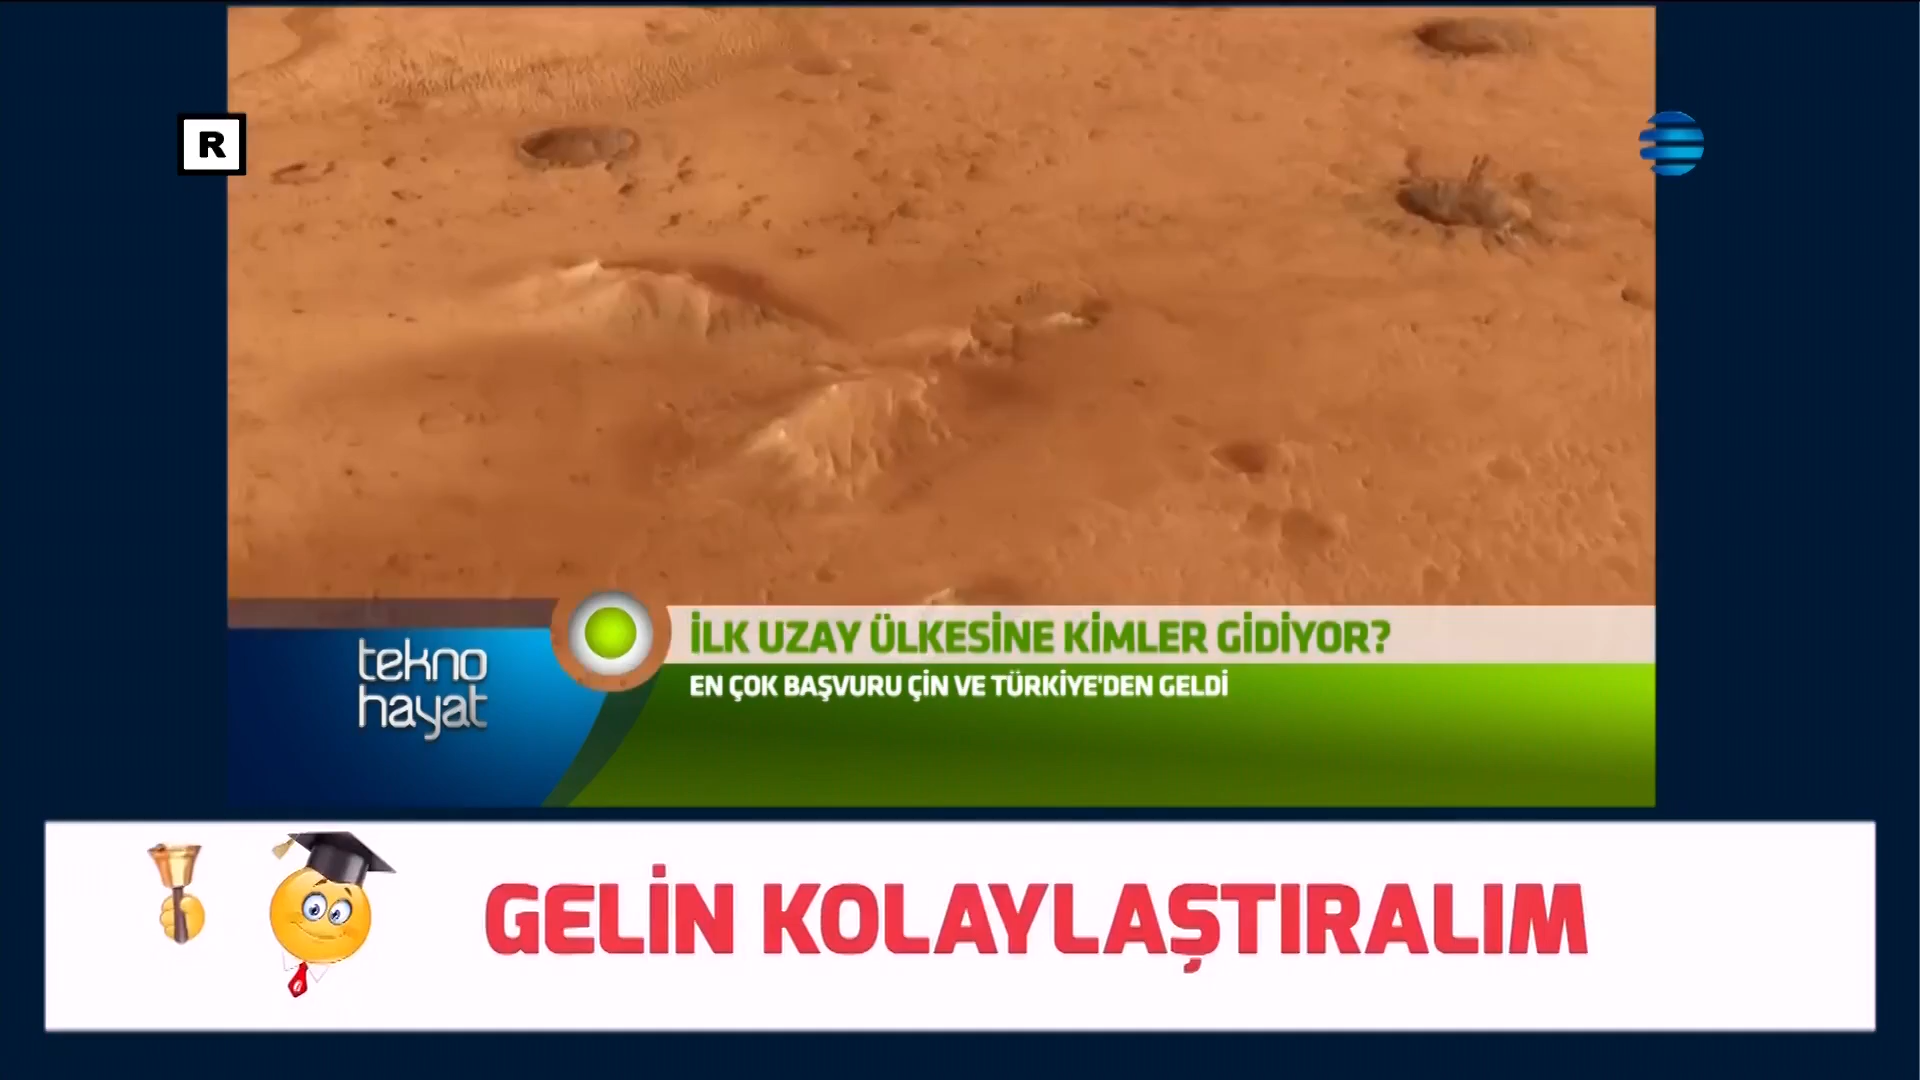 R
İLK UZAY ÜLKESİNE KİMLER GİDİYOR?
tekno
hayat
EN ÇOK BAŞVURU ÇİN VE TÜRKİYE'DEN GELDİ
GELİN KOLAYLAŞTIRALIM